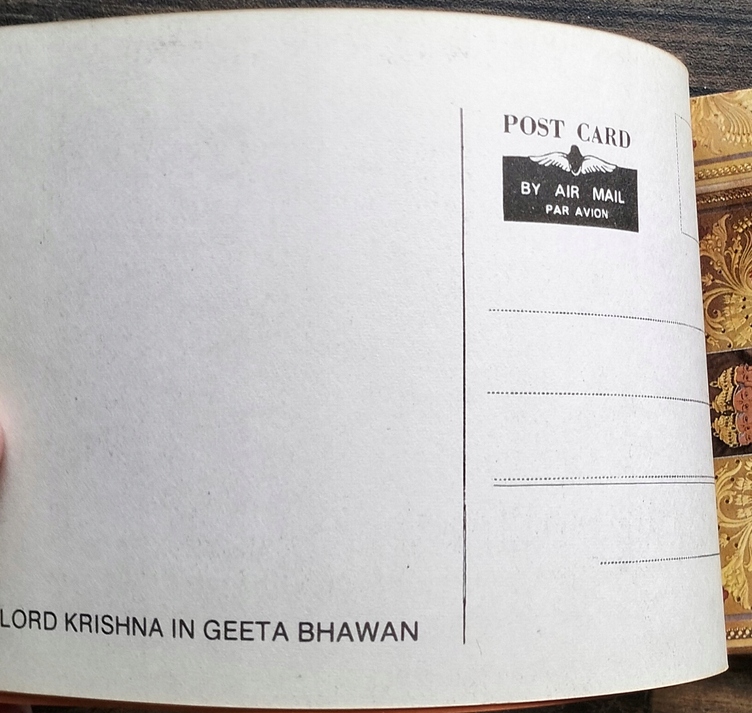 POST CARD
BY AIR MAIL
PAR AVION
LORD KRISHNA IN GEETA BHAWAN